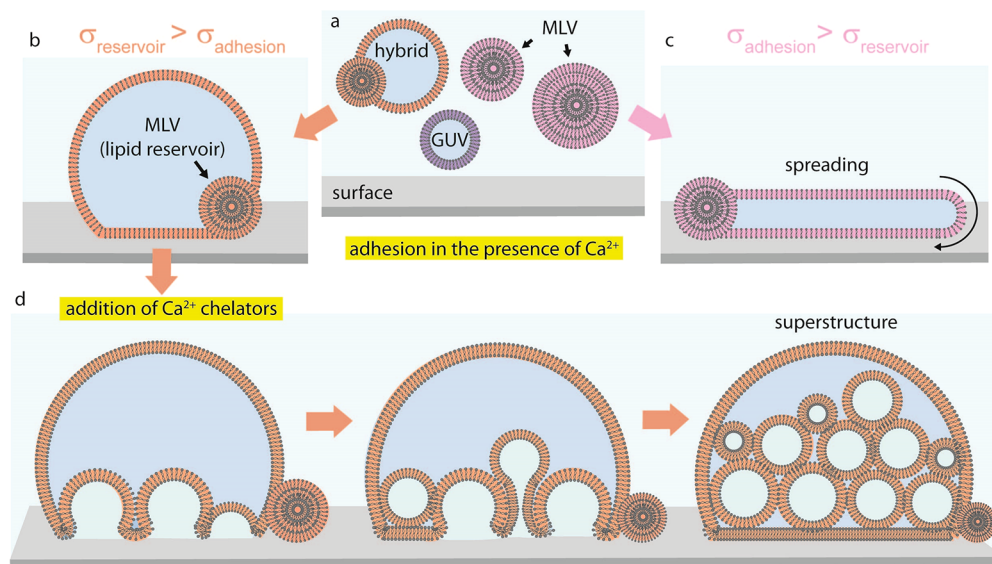 a
hybrid
MLV
GUV
surface
adhesion in the presence of Ca²⁺
b
σreservoir > σadhesion
MLV
(lipid reservoir)
c
σadhesion > σreservoir
spreading
d
addition of Ca²⁺ chelators
superstructure